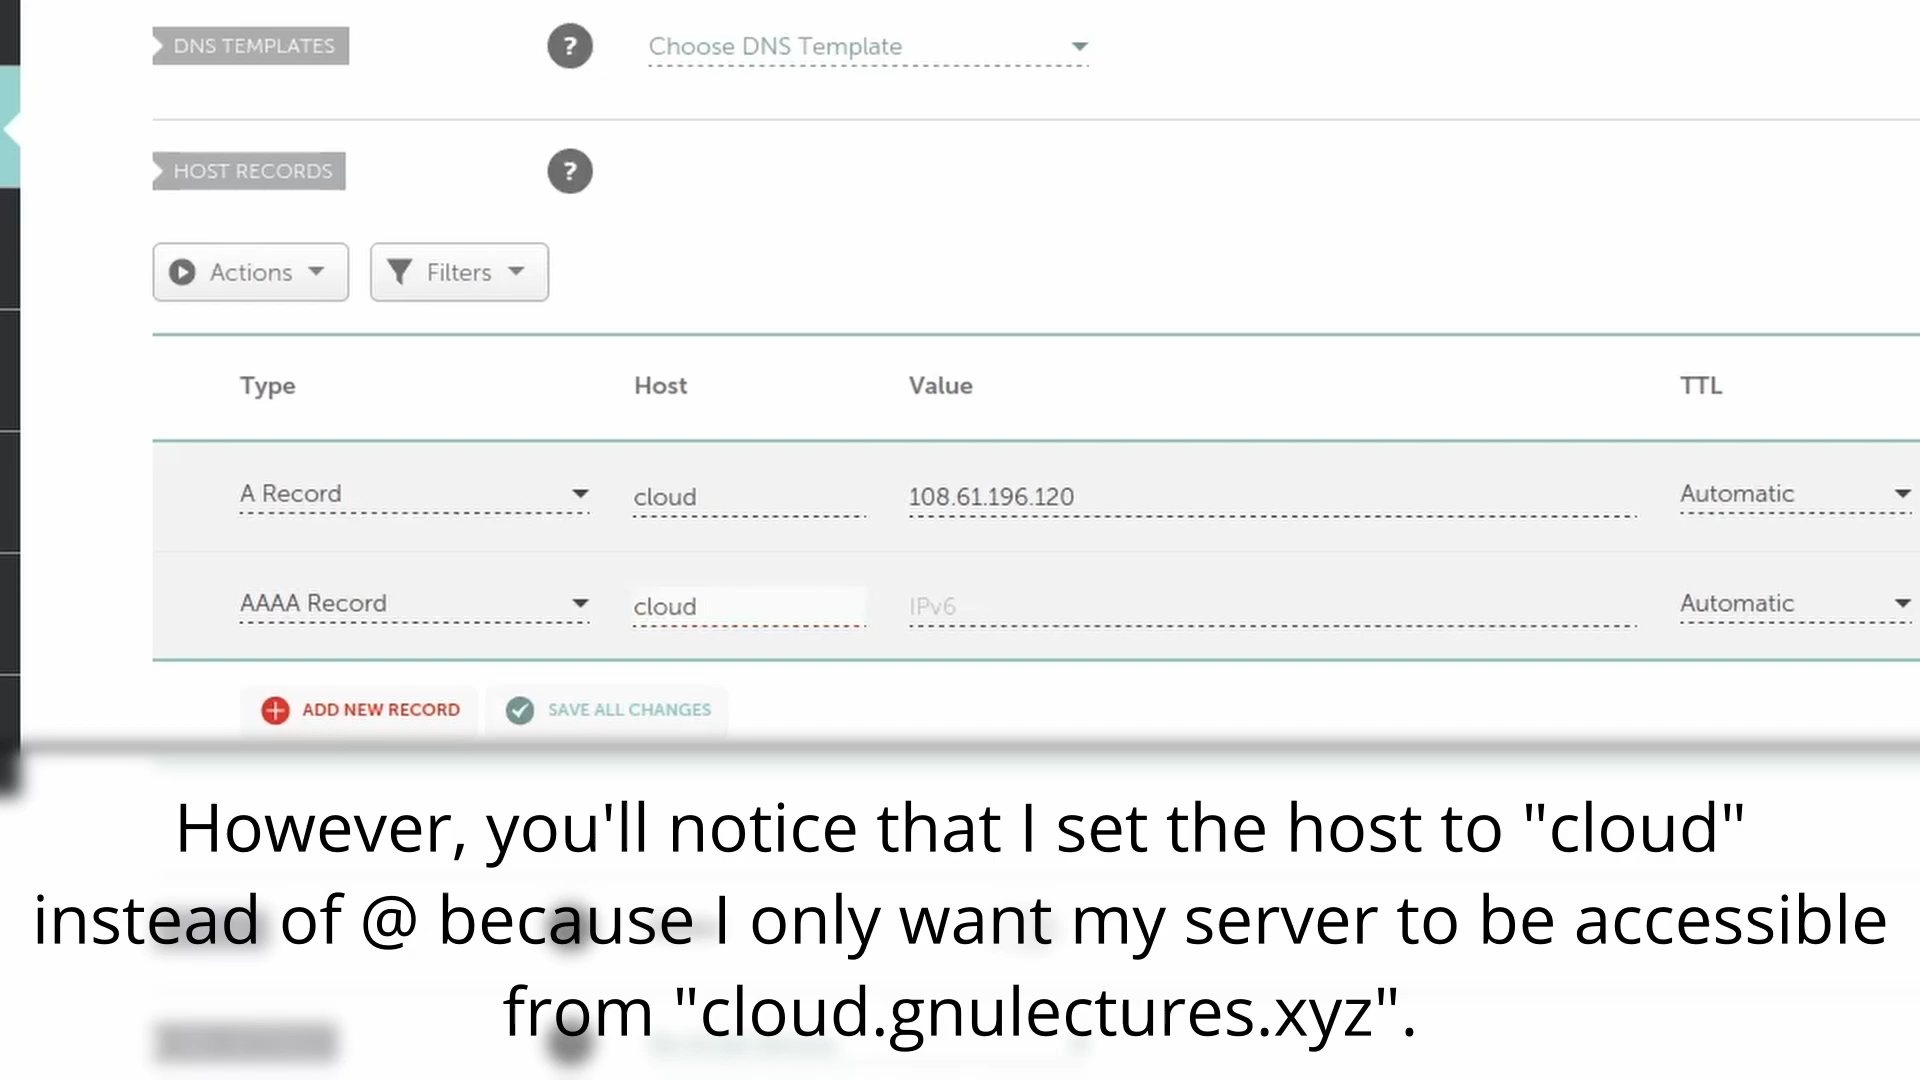 DNS TEMPLATES ? Choose DNS Template
HOST RECORDS ?
Actions Filters
Type Host Value TTL
A Record cloud 108.61.196.120 Automatic
AAAA Record cloud IPv6 Automatic
ADD NEW RECORD SAVE ALL CHANGES
However, you'll notice that I set the host to "cloud"
instead of @ because I only want my server to be accessible
from "cloud.gnulectures.xyz".